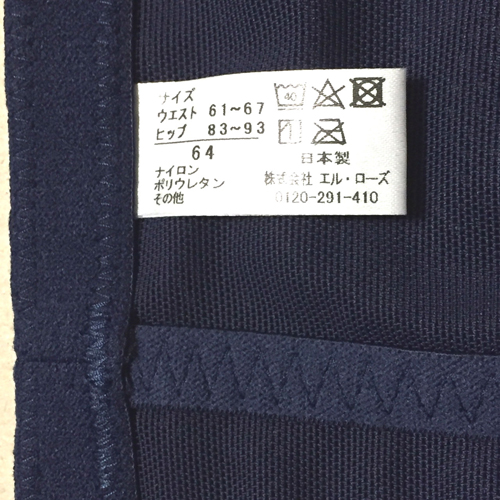 サイズ
ウエスト 61～67
ヒップ 83～93
64
ナイロン
ポリウレタン
その他
40
日本製
株式会社 エル・ローズ
0120-291-410